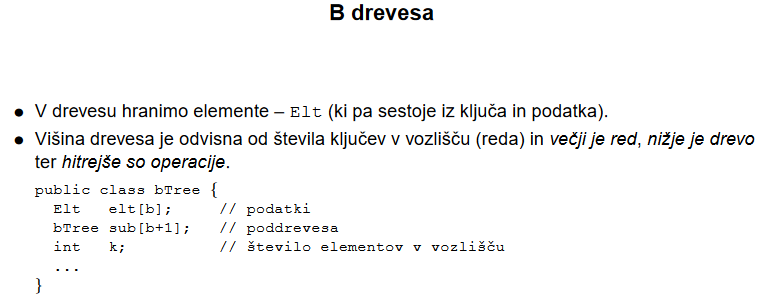 B drevesa
● V drevesu hranimo elemente – Elt (ki pa sestoje iz ključa in podatka).
● Višina drevesa je odvisna od števila ključev v vozlišču (reda) in večji je red, nižje je drevo
ter hitrejše so operacije.
public class bTree {
  Elt   elt[b];     // podatki
  bTree sub[b+1];   // poddrevesa
  int   k;          // število elementov v vozlišču
  ...
}